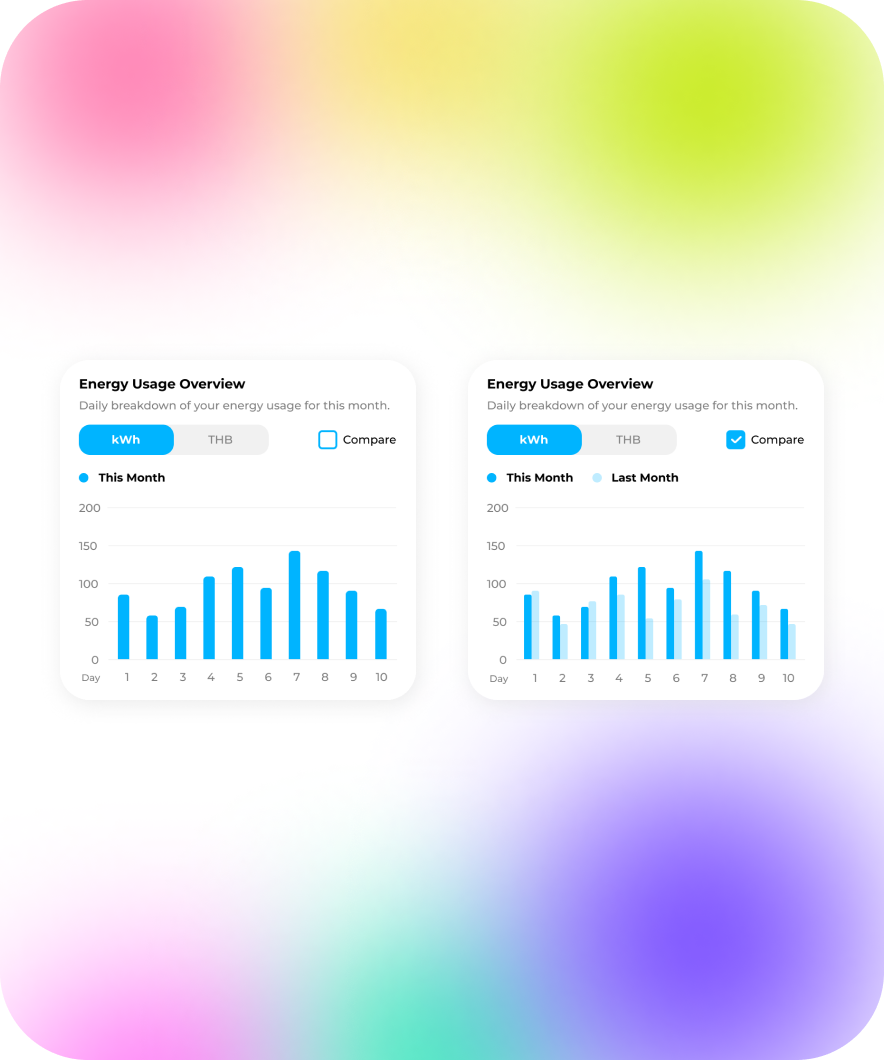 Energy Usage Overview
Daily breakdown of your energy usage for this month.
kWh THB Compare
This Month
200
150
100
50
0
Day 1 2 3 4 5 6 7 8 9 10
Energy Usage Overview
Daily breakdown of your energy usage for this month.
kWh THB Compare
This Month Last Month
200
150
100
50
0
Day 1 2 3 4 5 6 7 8 9 10